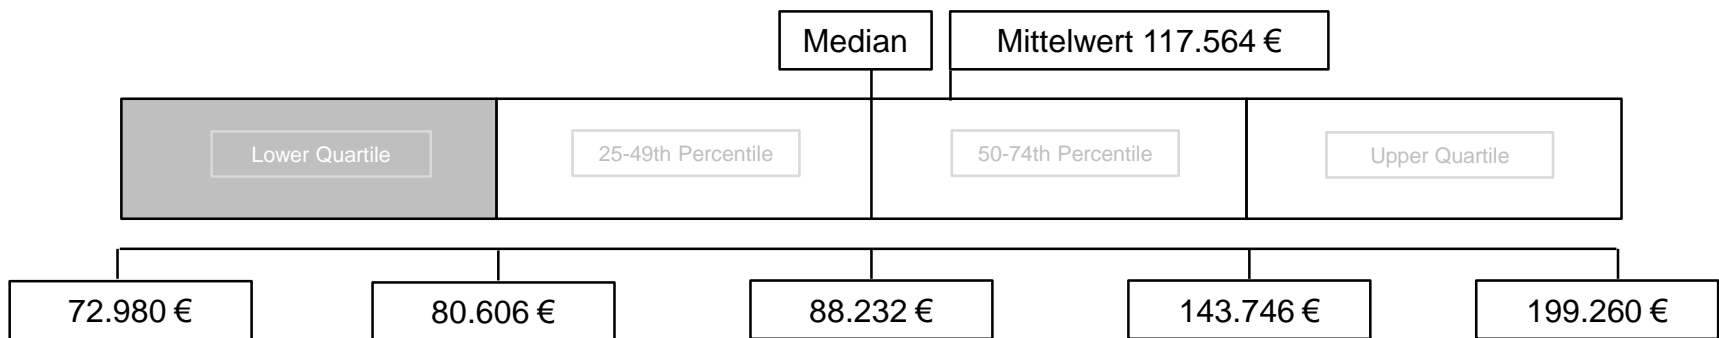 Median
Mittelwert 117.564 €
Lower Quartile
25-49th Percentile
50-74th Percentile
Upper Quartile
72.980 €
80.606 €
88.232 €
143.746 €
199.260 €